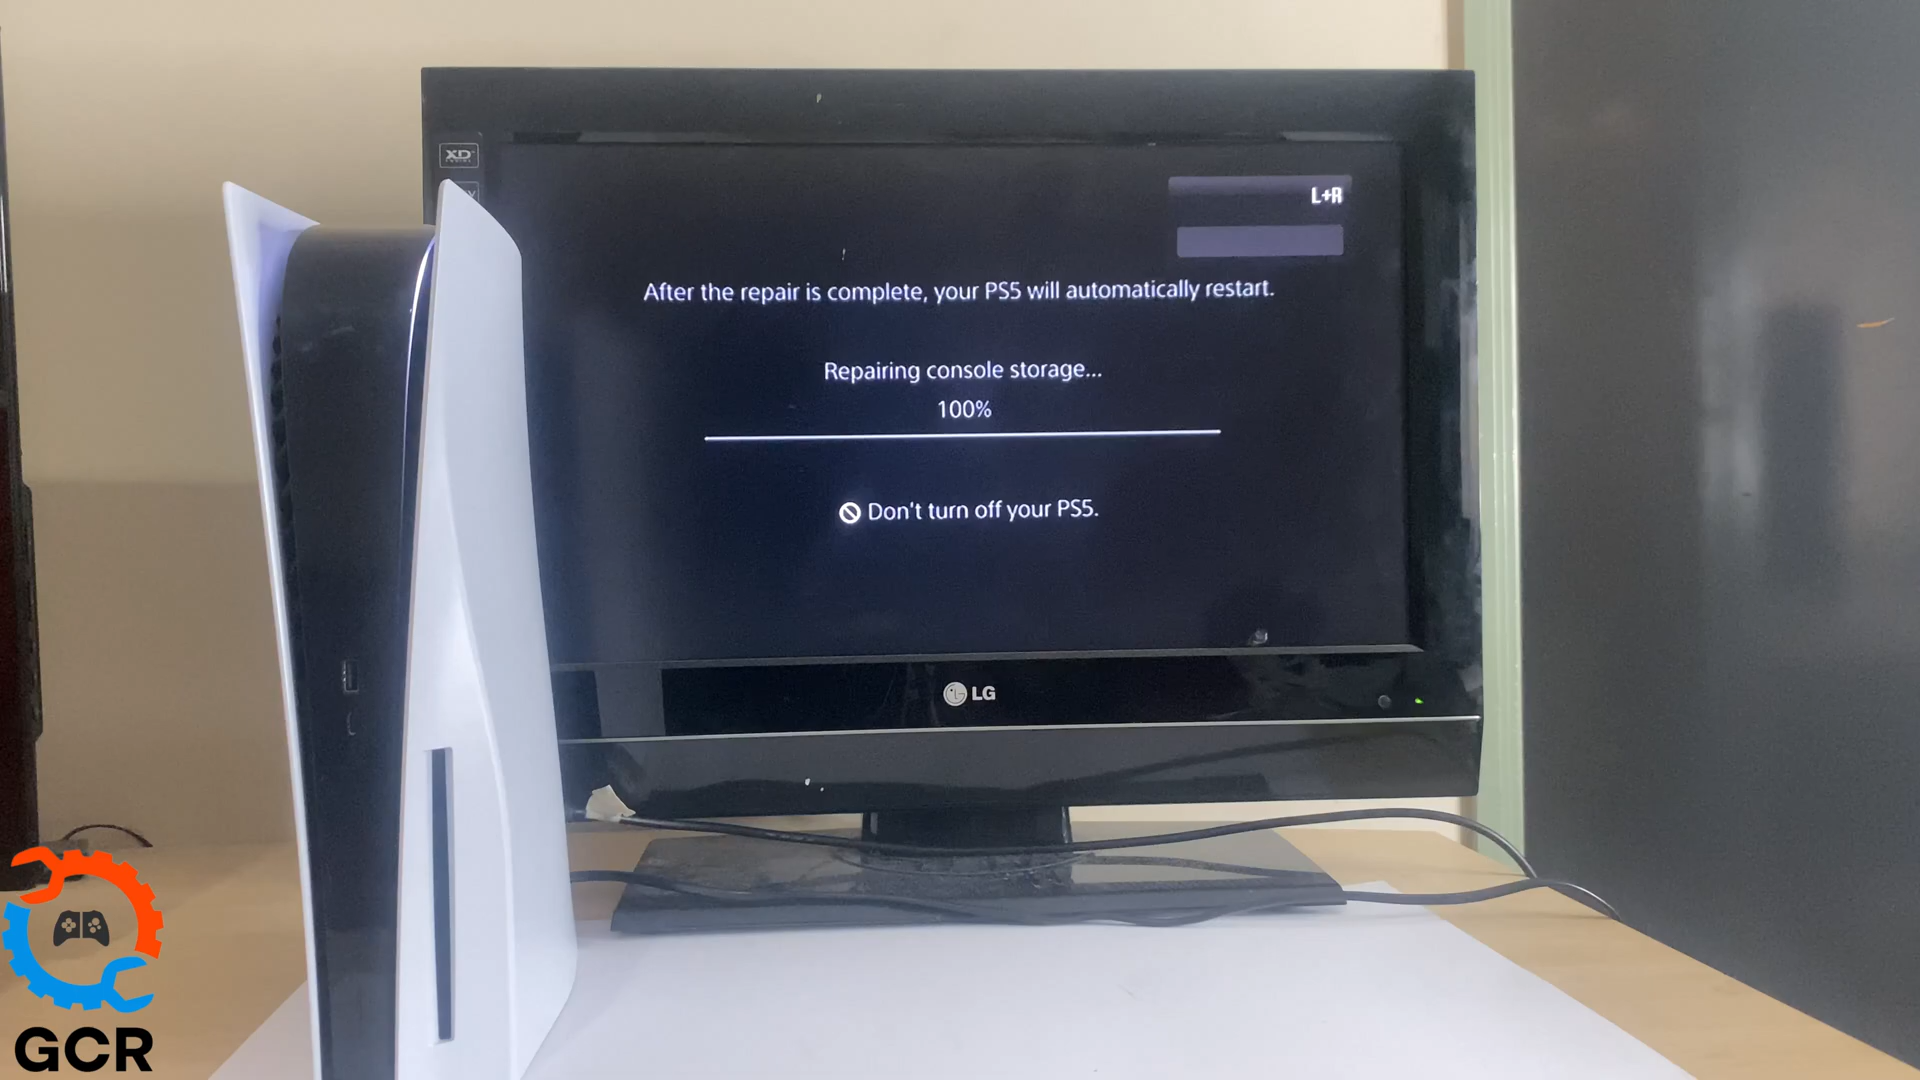 XD
L+R
After the repair is complete, your PS5 will automatically restart.
Repairing console storage...
100%
Don't turn off your PS5.
LG
GCR